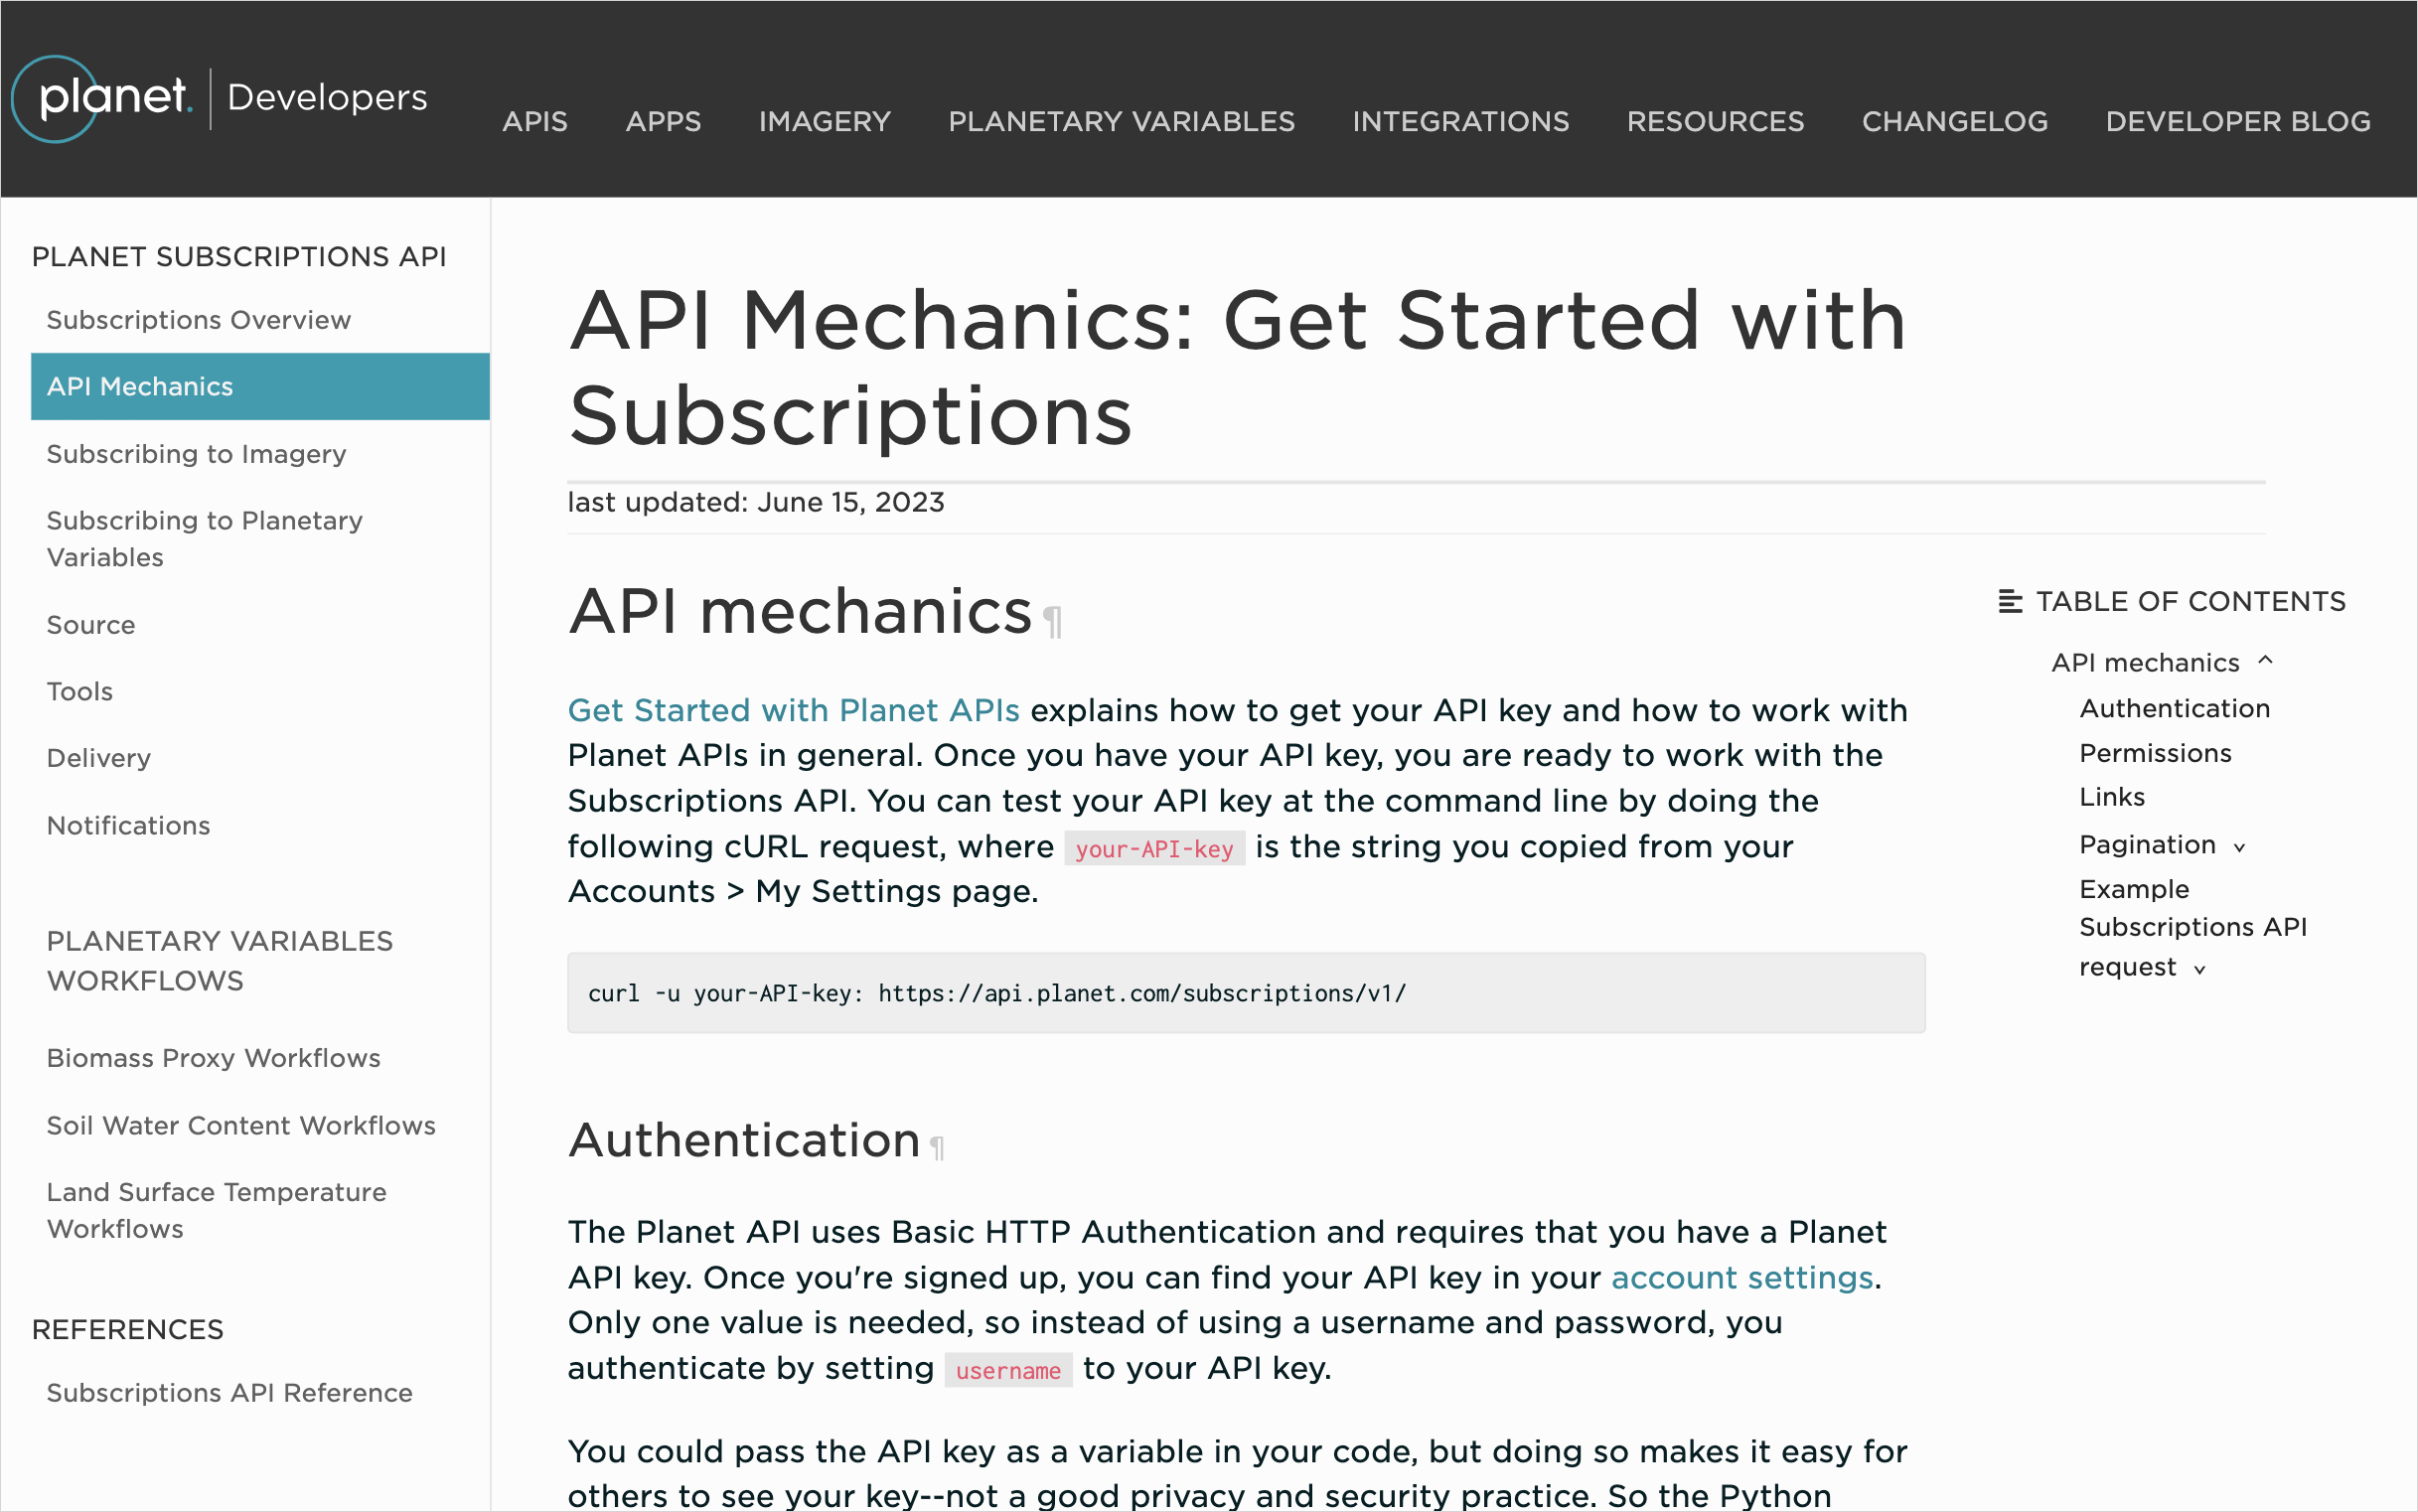 planet. | Developers
APIS APPS IMAGERY PLANETARY VARIABLES INTEGRATIONS RESOURCES CHANGELOG DEVELOPER BLOG
PLANET SUBSCRIPTIONS API
Subscriptions Overview
API Mechanics
Subscribing to Imagery
Subscribing to Planetary
Variables
Source
Tools
Delivery
Notifications
PLANETARY VARIABLES
WORKFLOWS
Biomass Proxy Workflows
Soil Water Content Workflows
Land Surface Temperature
Workflows
REFERENCES
Subscriptions API Reference
API Mechanics: Get Started with
Subscriptions
last updated: June 15, 2023
API mechanics ¶
Get Started with Planet APIs explains how to get your API key and how to work with
Planet APIs in general. Once you have your API key, you are ready to work with the
Subscriptions API. You can test your API key at the command line by doing the
following cURL request, where your-API-key is the string you copied from your
Accounts > My Settings page.
curl -u your-API-key: https://api.planet.com/subscriptions/v1/
Authentication ¶
The Planet API uses Basic HTTP Authentication and requires that you have a Planet
API key. Once you're signed up, you can find your API key in your account settings.
Only one value is needed, so instead of using a username and password, you
authenticate by setting username to your API key.
You could pass the API key as a variable in your code, but doing so makes it easy for
others to see your key--not a good privacy and security practice. So the Python
TABLE OF CONTENTS
API mechanics
Authentication
Permissions
Links
Pagination
Example
Subscriptions API
request